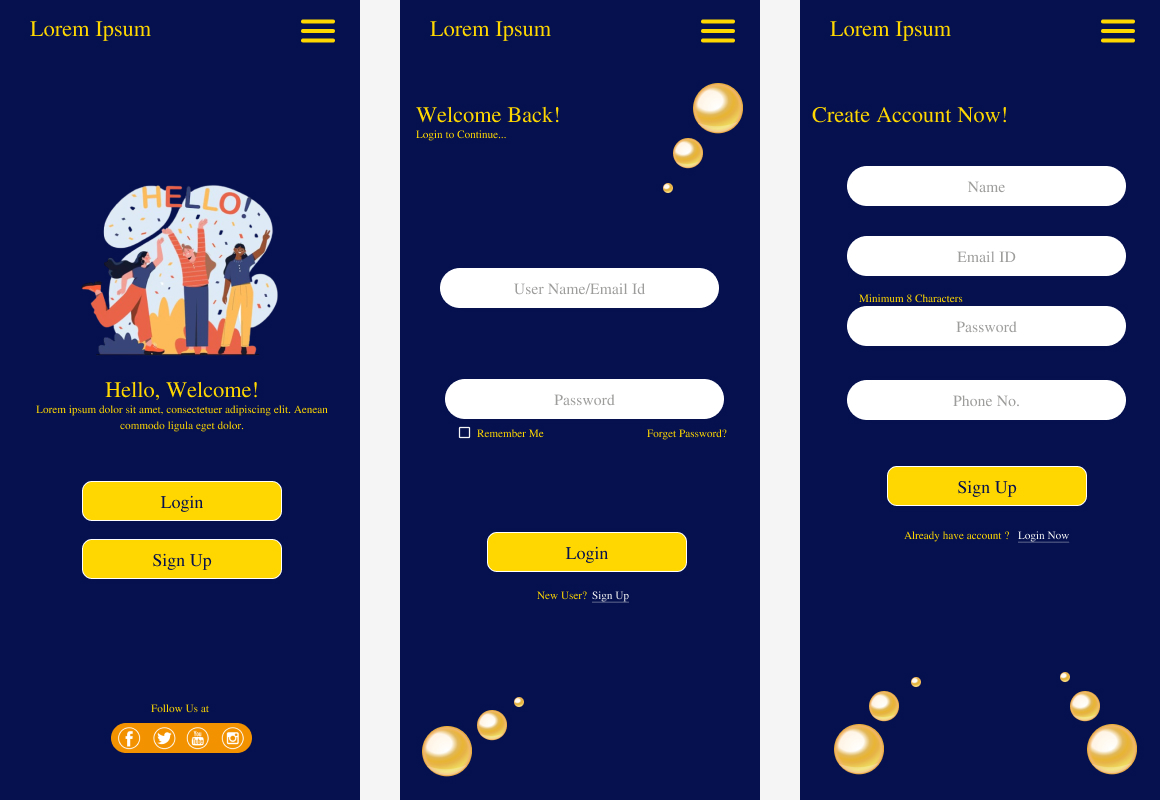 Lorem Ipsum
HELLO!
Hello, Welcome!
Lorem ipsum dolor sit amet, consectetuer adipiscing elit. Aenean
commodo ligula eget dolor.
Login
Sign Up
Follow Us at
You
Tube
Lorem Ipsum
Welcome Back!
Login to Continue...
User Name/Email Id
Password
Remember Me
Forget Password?
Login
New User? Sign Up
Lorem Ipsum
Create Account Now!
Name
Email ID
Minimum 8 Characters
Password
Phone No.
Sign Up
Already have account ? Login Now